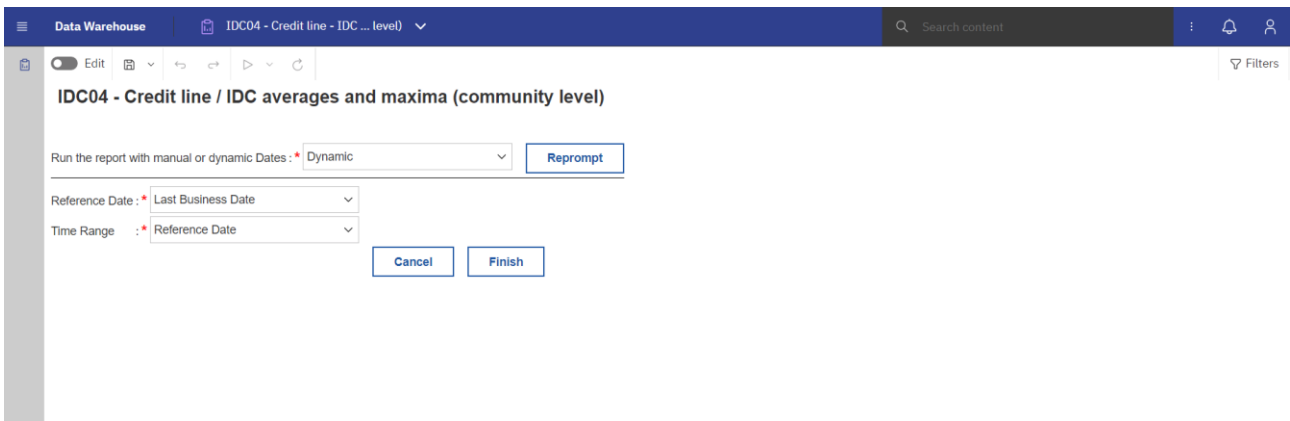 Data Warehouse IDC04 - Credit line - IDC ... level) Search content
Edit Filters
IDC04 - Credit line / IDC averages and maxima (community level)
Run the report with manual or dynamic Dates : * Dynamic Reprompt
Reference Date : * Last Business Date
Time Range : * Reference Date
Cancel Finish